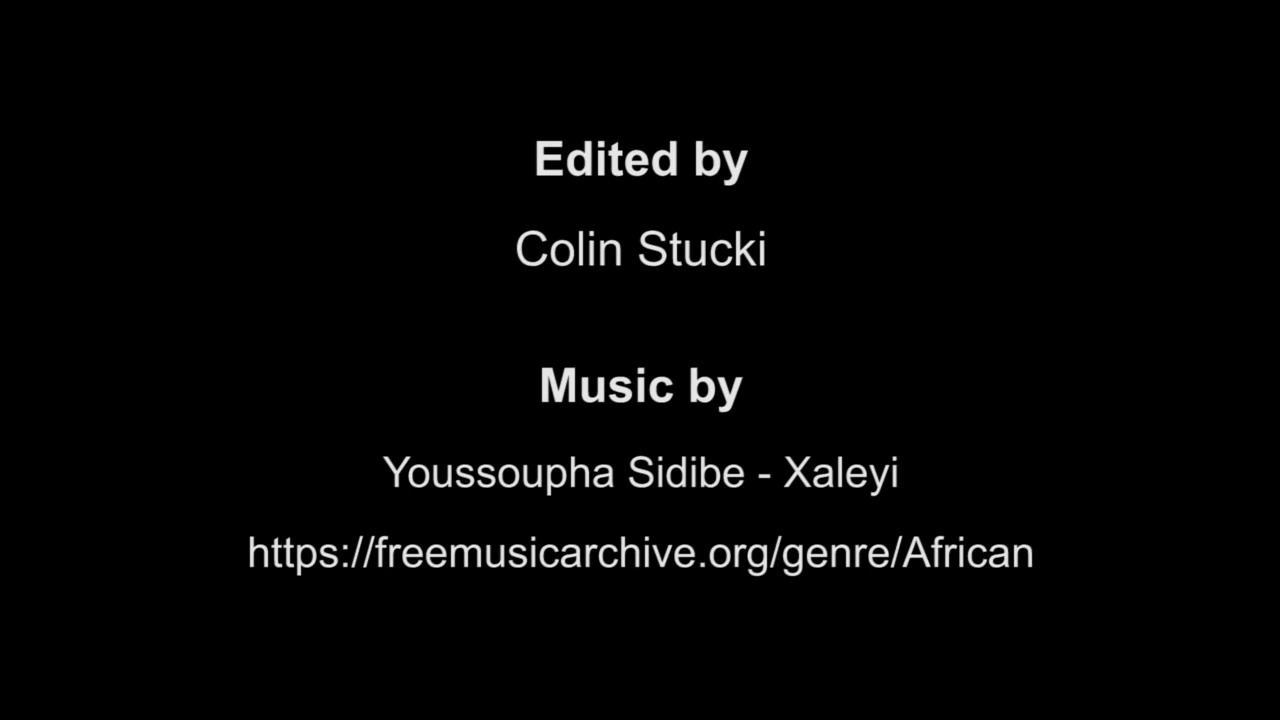 Edited by
Colin Stucki
Music by
Youssoupha Sidibe - Xaleyi
https://freemusicarchive.org/genre/African